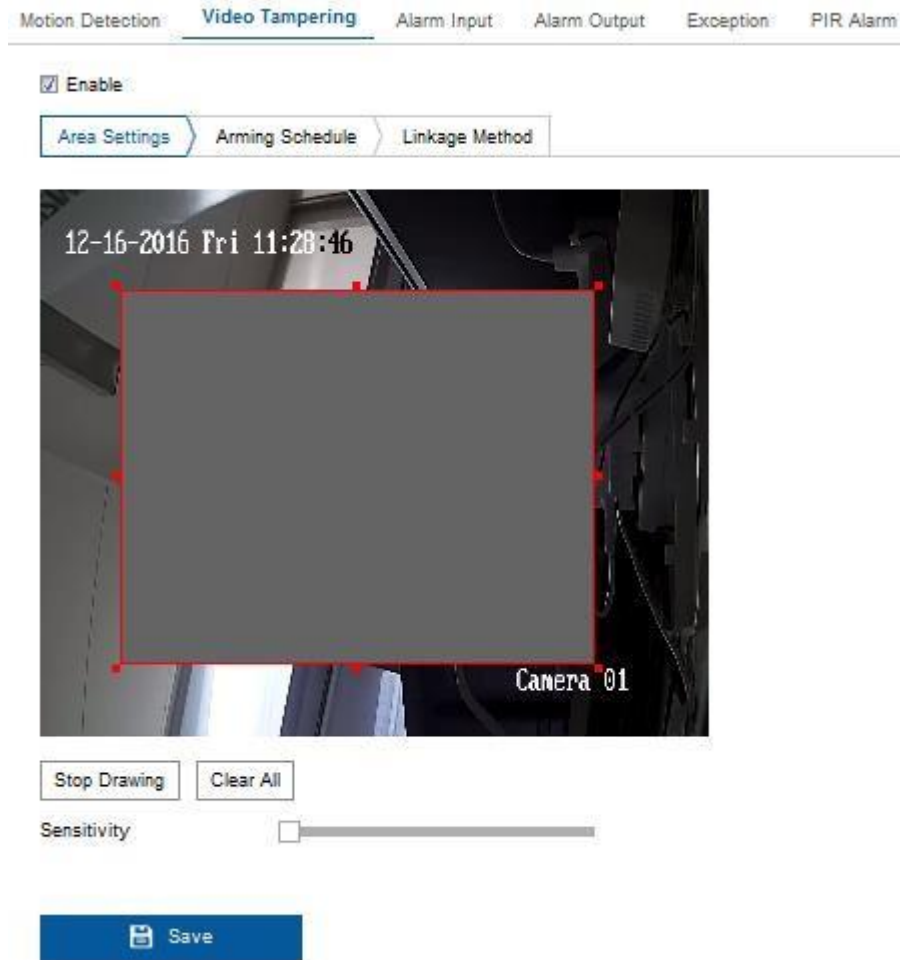 Motion Detection Video Tampering Alarm Input Alarm Output Exception PIR Alarm
Enable
Area Settings Arming Schedule Linkage Method
12-16-2016 Fri 11:28:46
Camera 01
Stop Drawing Clear All
Sensitivity
Save